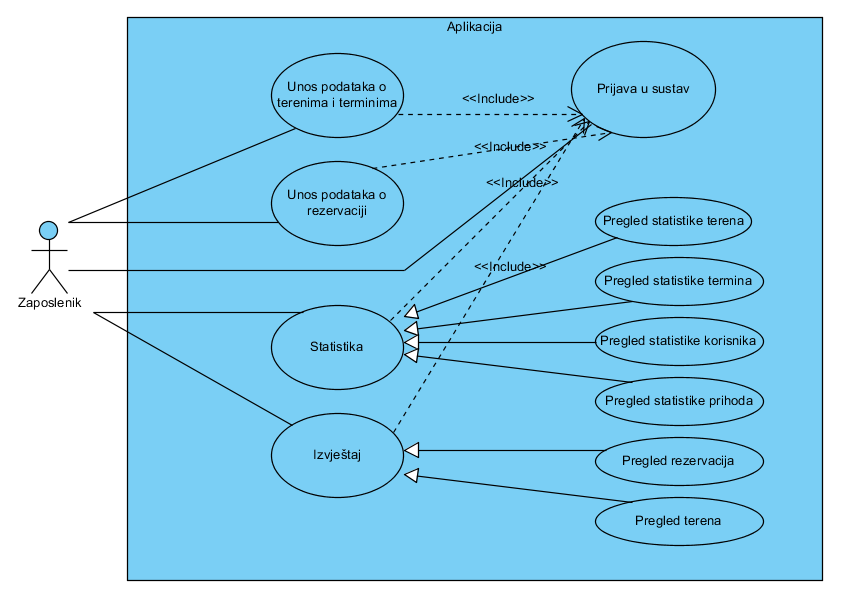 Aplikacija
Unos podataka o
terenima i terminima
<<Include>>
Prijava u sustav
<<Include>>
Unos podataka o
rezervaciji
<<Include>>
Pregled statistike terena
Zaposlenik
<<Include>>
Pregled statistike termina
Statistika
Pregled statistike korisnika
Pregled statistike prihoda
Izvještaj
Pregled rezervacija
Pregled terena